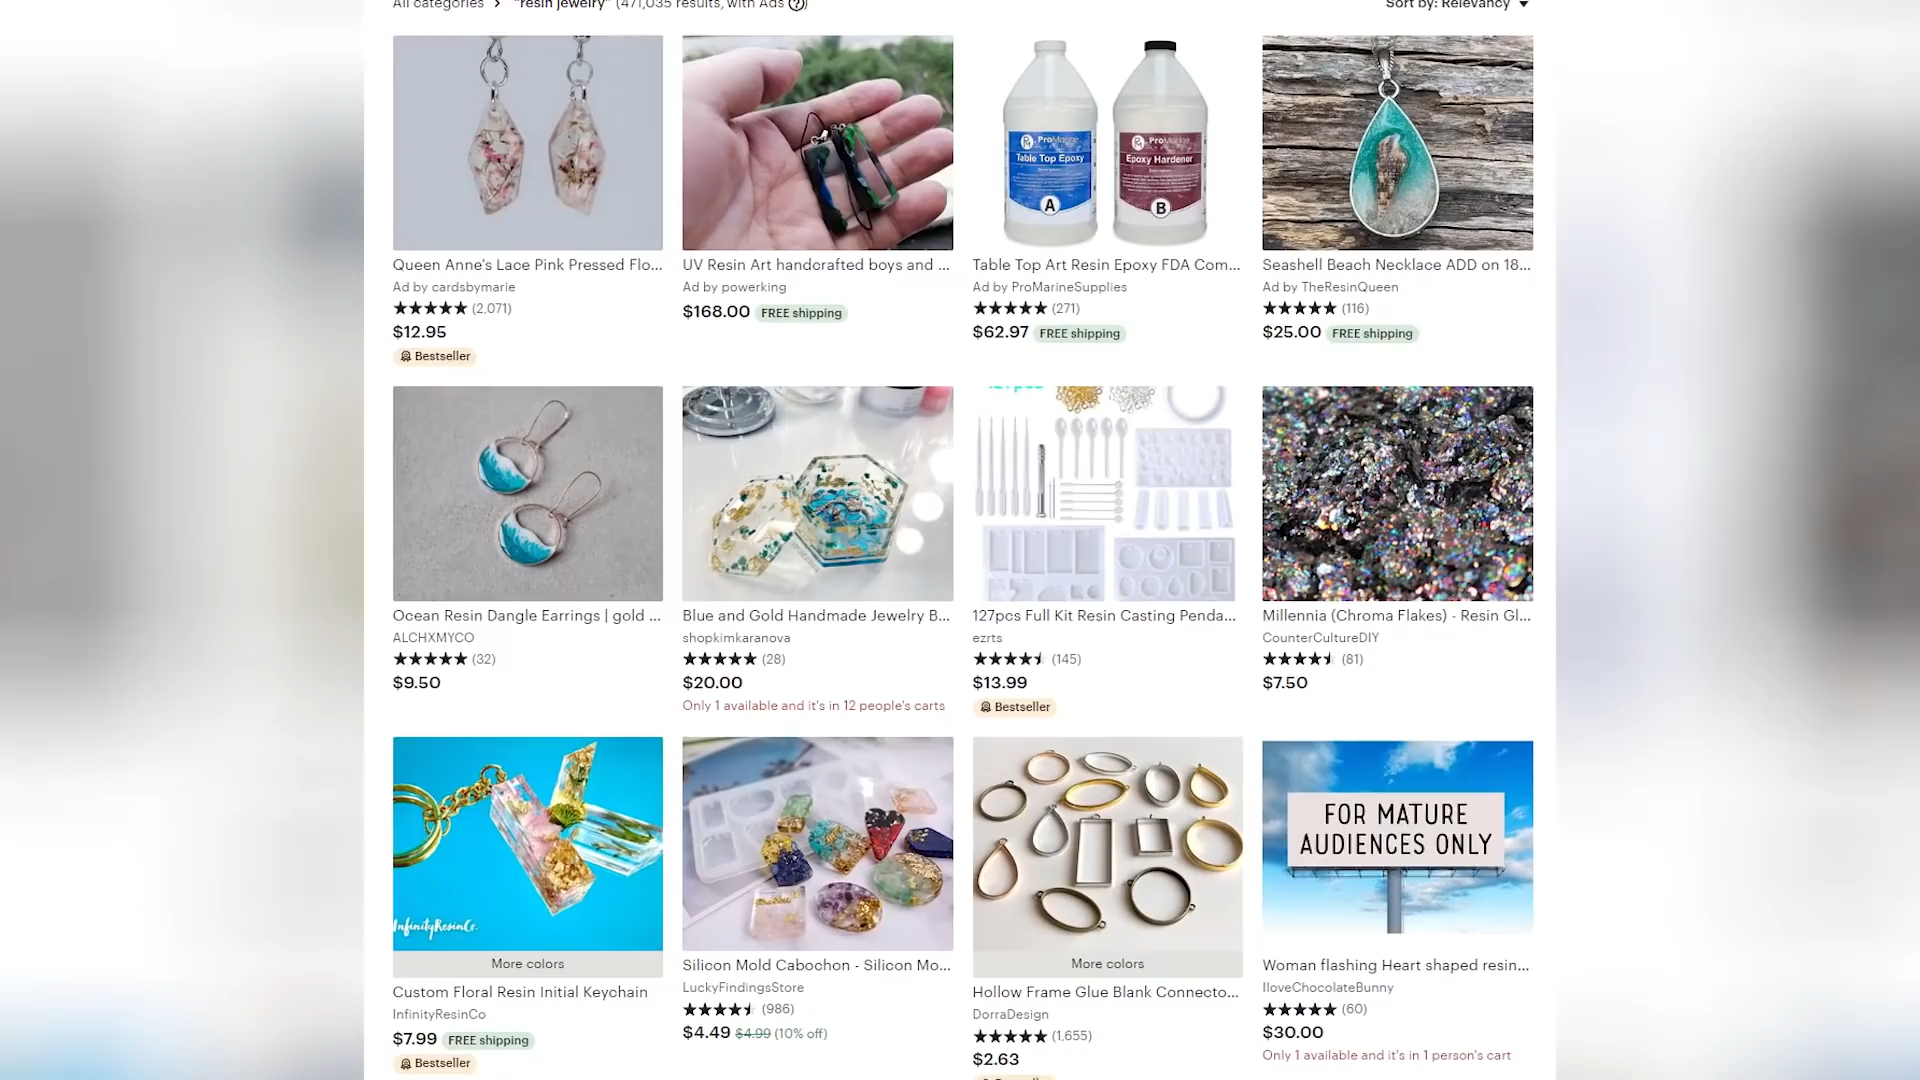 All categories > "resin jewelry" (471,035 results, with Ads ?)
Sort by: Relevancy
ProMarine
Table Top Epoxy
A
ProMarine
Epoxy Hardener
B
Queen Anne's Lace Pink Pressed Flo...
Ad by cardsbymarie
(2,071)
$12.95
Bestseller
UV Resin Art handcrafted boys and ...
Ad by powerking
$168.00 FREE shipping
Table Top Art Resin Epoxy FDA Com...
Ad by ProMarineSupplies
(271)
$62.97 FREE shipping
Seashell Beach Necklace ADD on 18...
Ad by TheResinQueen
(116)
$25.00 FREE shipping
Ocean Resin Dangle Earrings | gold ...
ALCHXMYCO
(32)
$9.50
Blue and Gold Handmade Jewelry B...
shopkimkaranova
(28)
$20.00
Only 1 available and it's in 12 people's carts
127pcs
127pcs Full Kit Resin Casting Penda...
ezrts
(145)
$13.99
Bestseller
Millennia (Chroma Flakes) - Resin Gl...
CounterCultureDIY
(81)
$7.50
InfinityResinCo.
More colors
Custom Floral Resin Initial Keychain
InfinityResinCo
$7.99 FREE shipping
Bestseller
Silicon Mold Cabochon - Silicon Mo...
LuckyFindingsStore
(986)
$4.49 $4.99 (10% off)
More colors
Hollow Frame Glue Blank Connecto...
DorraDesign
(1,655)
$2.63
FOR MATURE
AUDIENCES ONLY
Woman flashing Heart shaped resin...
IloveChocolateBunny
(60)
$30.00
Only 1 available and it's in 1 person's cart